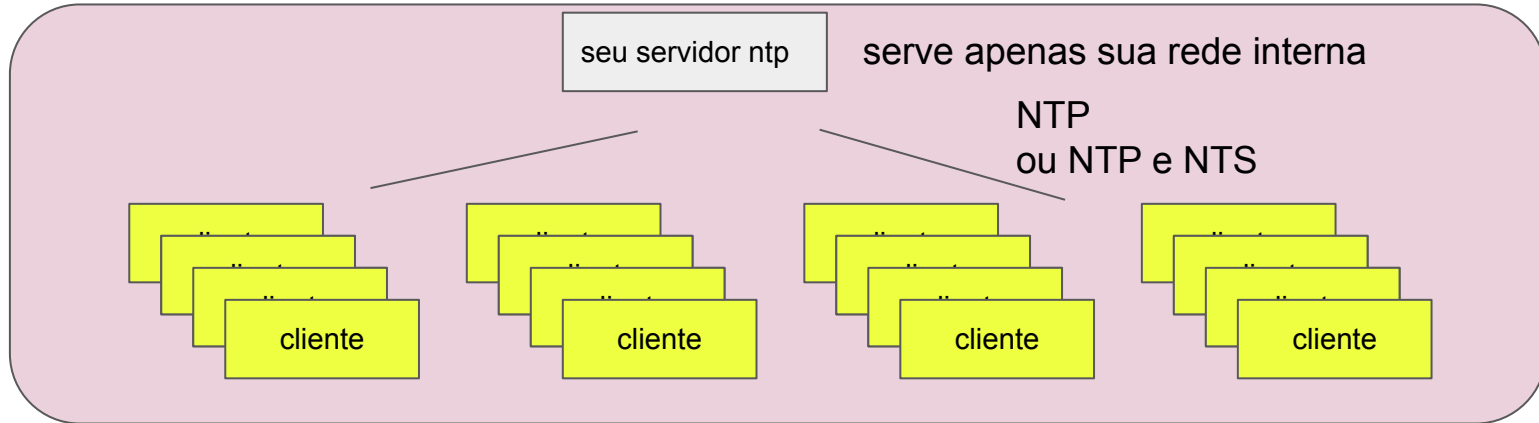 seu servidor ntp
serve apenas sua rede interna
NTP
ou NTP e NTS
cliente
cliente
cliente
cliente